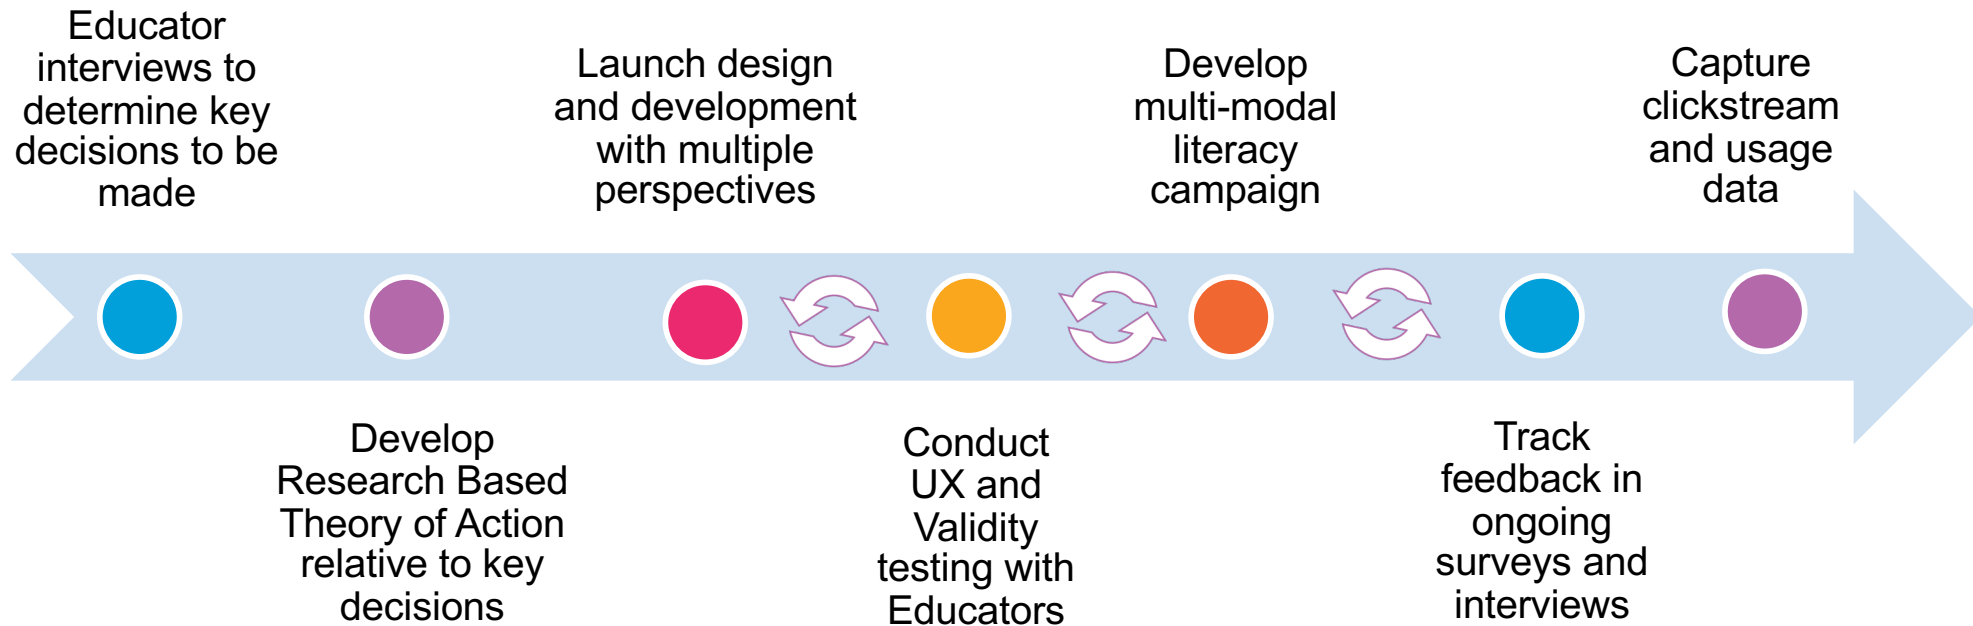 Educator
interviews to
determine key
decisions to be
made
Develop
Research Based
Theory of Action
relative to key
decisions
Launch design
and development
with multiple
perspectives
Conduct
UX and
Validity
testing with
Educators
Develop
multi-modal
literacy
campaign
Track
feedback in
ongoing
surveys and
interviews
Capture
clickstream
and usage
data